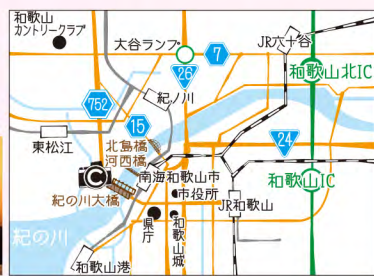 和歌山
カントリークラブ
大谷ランプ
7
JR六十谷
26
和歌山北IC
752
紀ノ川
15
東松江
北島橋
河西橋
24
南海和歌山市
市役所
和歌山IC
紀の川大橋
JR和歌山
紀の川
県庁
和歌山城
和歌山港